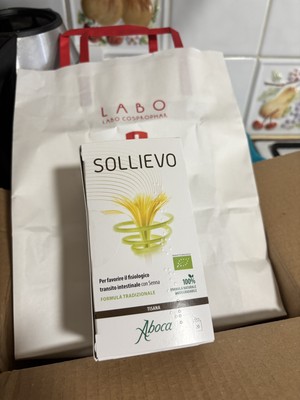 LABO
LABO COSPROPHAR
SOLLIEVO
Per favorire il fisiologico
transito intestinale con Senna
FORMULA TRADIZIONALE
100%
TISANA
Aboca